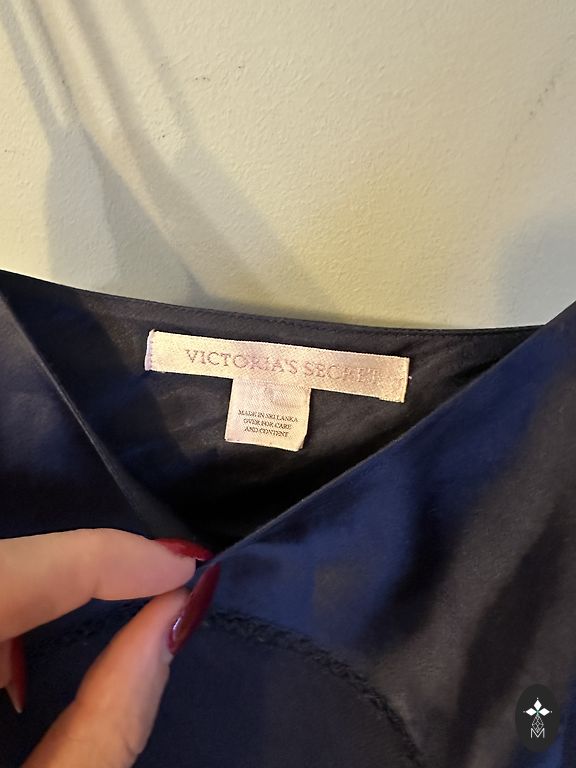 VICTORIA'S SECRET
MADE IN SRI LANKA
OVER FOR CARE
AND CONTENT
M